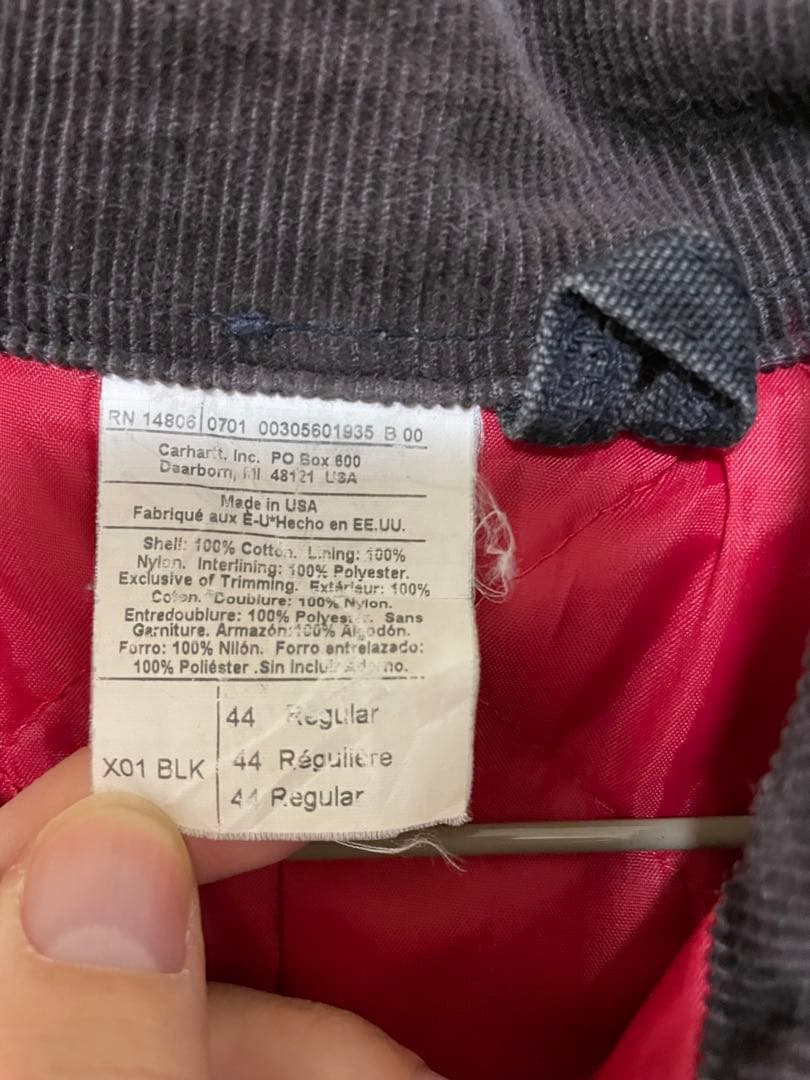 RN 14806 0701 00305601935 B 00
Carhartt, Inc. PO Box 600
Dearborn, MI 48121 USA
Made in USA
Fabriqué aux E-U*Hecho en EE.UU.
Shell: 100% Cotton. Lining: 100%
Nylon. Interlining: 100% Polyester.
Exclusive of Trimming. Extérieur: 100%
Coton. Doublure: 100% Nylon.
Entredoublure: 100% Polyester. Sans
Garniture. Armazón: 100% Algodón.
Forro: 100% Nilón. Forro entrelazado:
100% Poliéster .Sin Incluir Adorno.
X01 BLK
44 Regular
44 Régulière
44 Regular